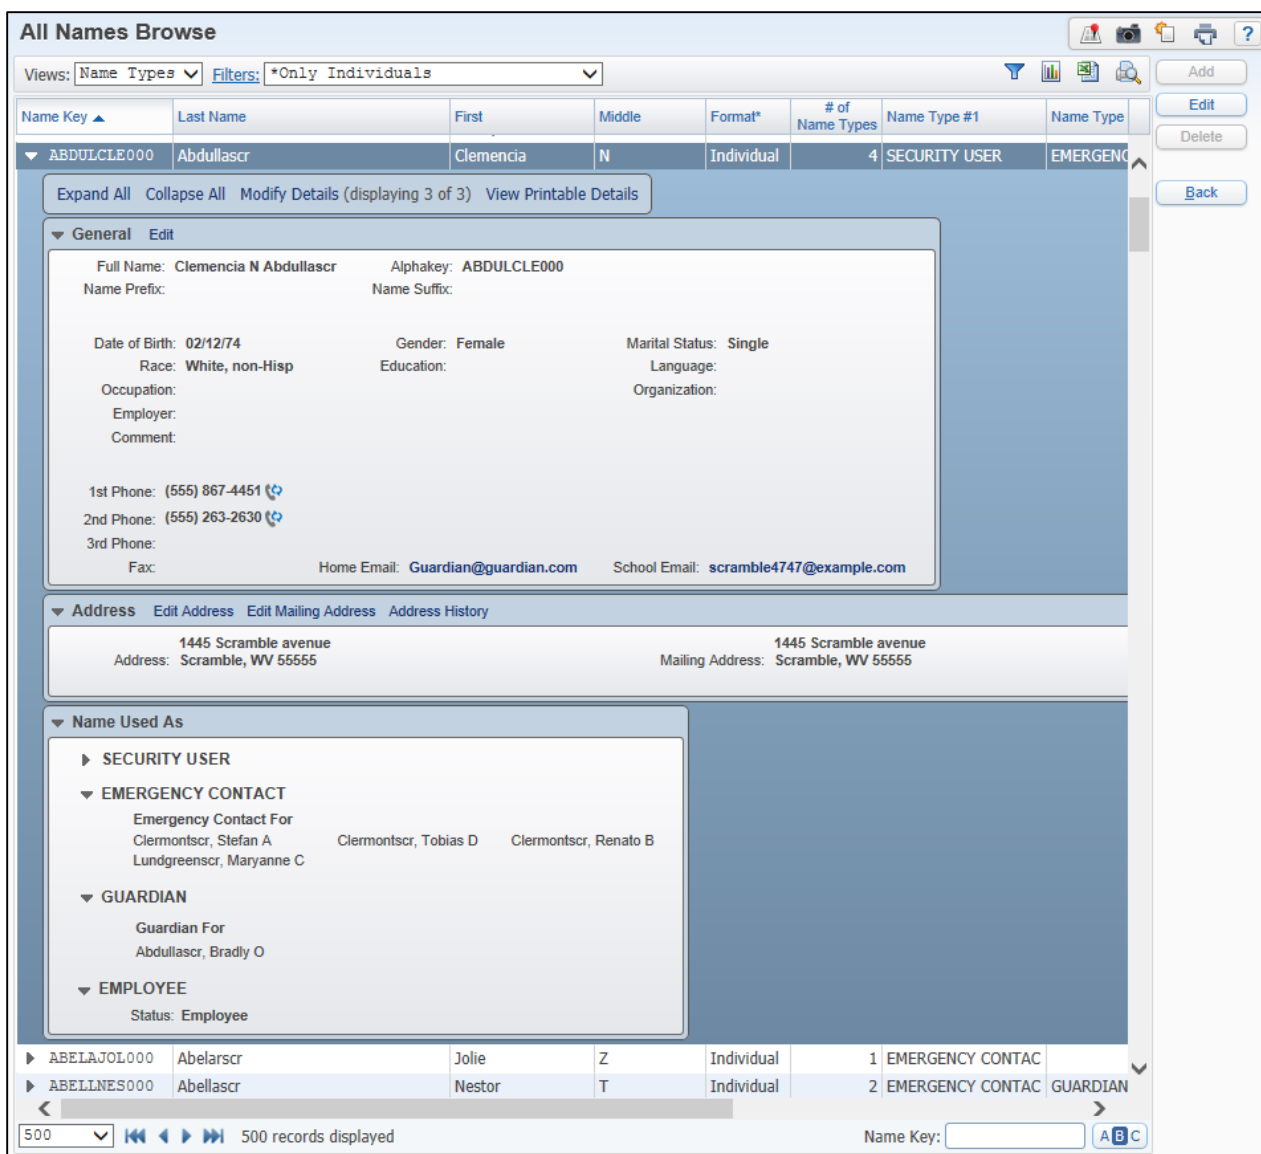 All Names Browse
?
Views: Name Types Filters: *Only Individuals
Add
Name Key Last Name First Middle Format* # of Name Types Name Type #1 Name Type
Edit
Delete
ABDULCLE000 Abdullascr Clemencia N Individual 4 SECURITY USER EMERGENC
Back
Expand All Collapse All Modify Details (displaying 3 of 3) View Printable Details
General Edit
Full Name: Clemencia N Abdullascr Alphakey: ABDULCLE000
Name Prefix: Name Suffix:
Date of Birth: 02/12/74 Gender: Female Marital Status: Single
Race: White, non-Hisp Education: Language:
Occupation: Organization:
Employer:
Comment:
1st Phone: (555) 867-4451
2nd Phone: (555) 263-2630
3rd Phone:
Fax: Home Email: Guardian@guardian.com School Email: scramble4747@example.com
Address Edit Address Edit Mailing Address Address History
1445 Scramble avenue 1445 Scramble avenue
Address: Scramble, WV 55555 Mailing Address: Scramble, WV 55555
Name Used As
SECURITY USER
EMERGENCY CONTACT
Emergency Contact For
Clermontscr, Stefan A Clermontscr, Tobias D Clermontscr, Renato B
Lundgreenscr, Maryanne C
GUARDIAN
Guardian For
Abdullascr, Bradly O
EMPLOYEE
Status: Employee
ABELAJOL000 Abelarscr Jolie Z Individual 1 EMERGENCY CONTAC
ABELLNES000 Abellascr Nestor T Individual 2 EMERGENCY CONTAC GUARDIAN
500 500 records displayed Name Key: A B C